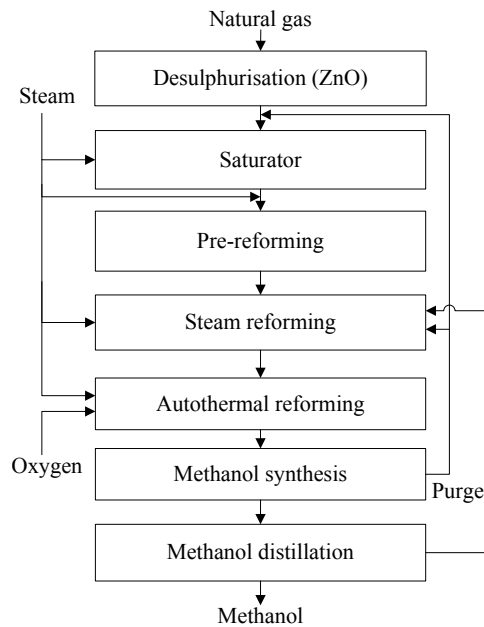 Natural gas
Desulphurisation (ZnO)
Steam
Saturator
Pre-reforming
Steam reforming
Autothermal reforming
Oxygen
Methanol synthesis
Purge
Methanol distillation
Methanol